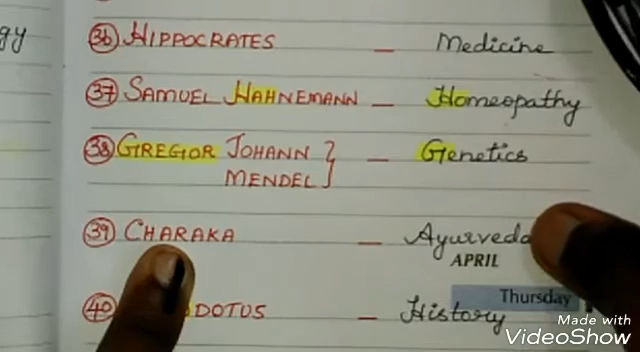 gy
36 HIPPOCRATES – Medicine
37 SAMUEL HAHNEMANN – Homeopathy
38 GREGOR JOHANN } – Genetics
MENDEL
39 CHARAKA – Ayurveda
APRIL
Thursday
40 DOTUS – History
Made with
VideoShow